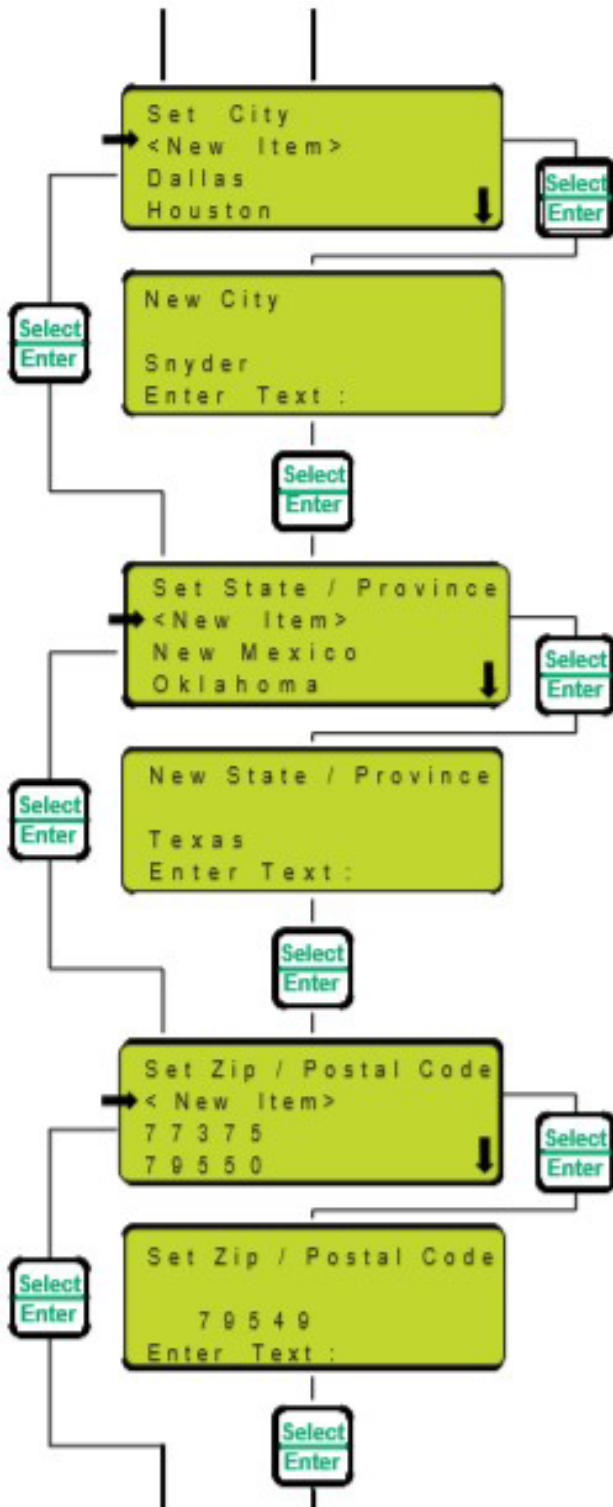 Set City
<New Item>
Dallas
Houston
Select
Enter
New City
Snyder
Enter Text :
Select
Enter
Select
Enter
Set State / Province
<New Item>
New Mexico
Oklahoma
Select
Enter
New State / Province
Texas
Enter Text :
Select
Enter
Select
Enter
Set Zip / Postal Code
< New Item>
77375
79550
Select
Enter
Set Zip / Postal Code
79549
Enter Text :
Select
Enter
Select
Enter